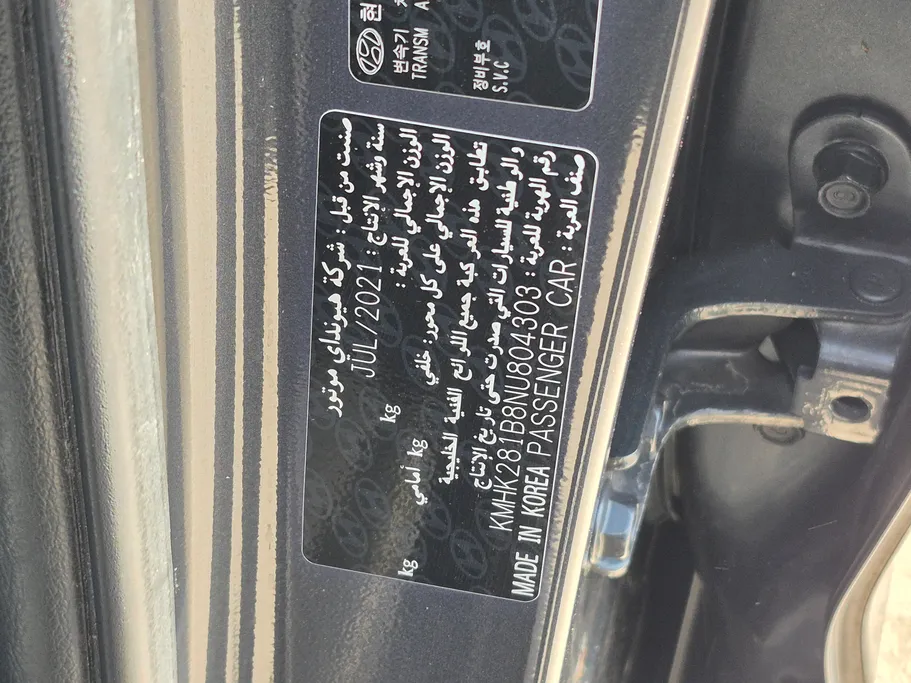 변속기
TRANSM
정비부호
S.V.C
صنعت من قبل : شركة هيونداي موتور
سنة وشهر الإنتاج : JUL/2021
الوزن الإجمالي للعربة : kg
الوزن الإجمالي على كل محور: خلفي kg أمامي kg
تطابق هذه المركبة جميع اللوائح الفنية الخليجية
والوطنية للسيارات التي صدرت حتى تاريخ الإنتاج
رقم الهوية للعربة : KMHK281B8NU804303
صنف العربة : PASSENGER CAR
MADE IN KOREA